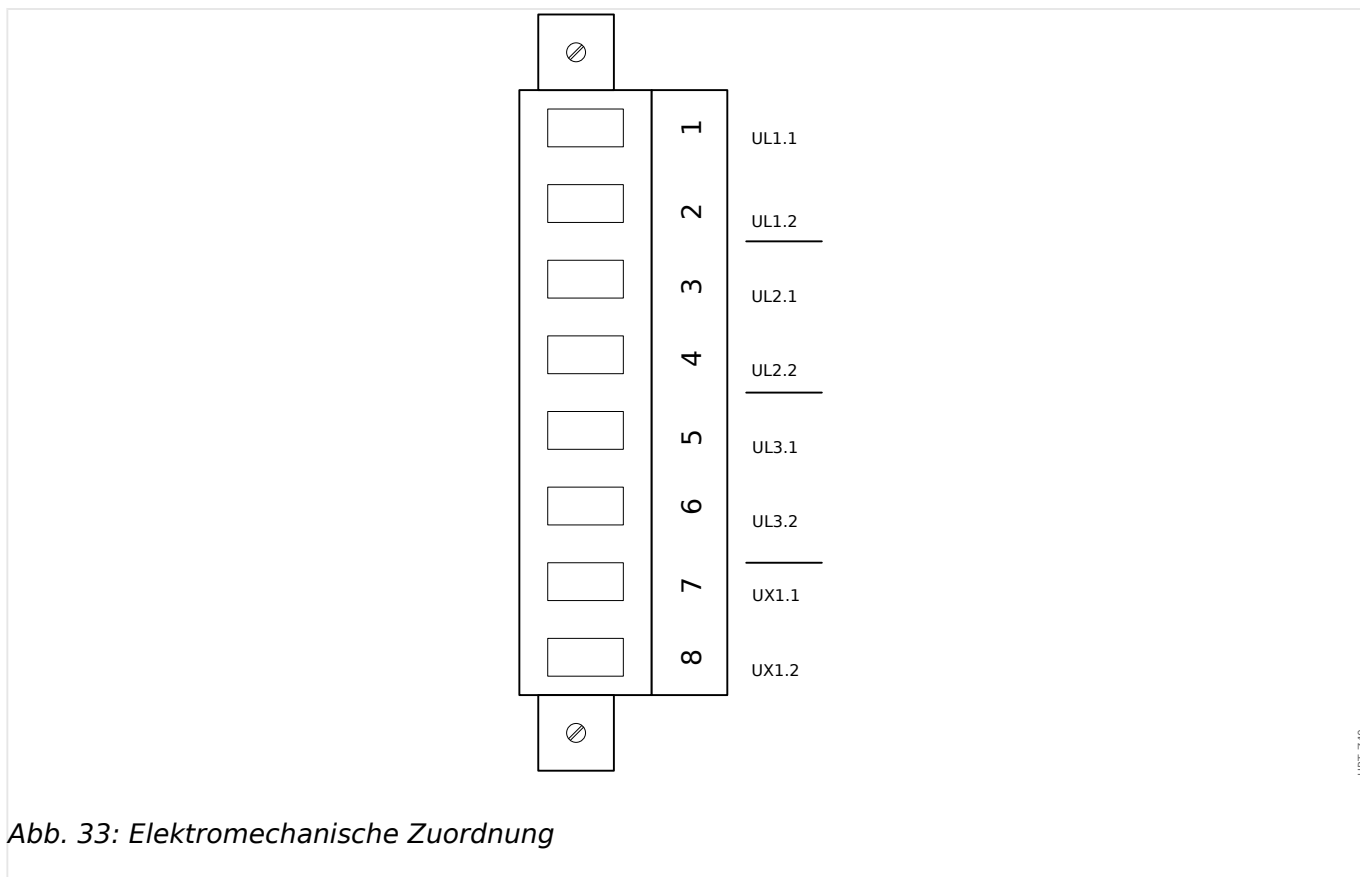 1 UL1.1
2 UL1.2
3 UL2.1
4 UL2.2
5 UL3.1
6 UL3.2
7 UX1.1
8 UX1.2
Abb. 33: Elektromechanische Zuordnung